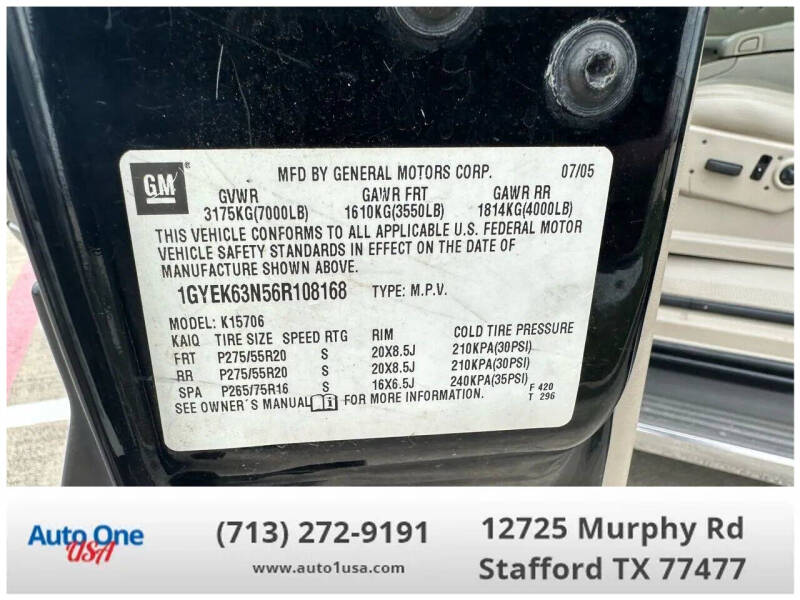 GM ®
MFD BY GENERAL MOTORS CORP. 07/05
GVWR GAWR FRT GAWR RR
3175KG(7000LB) 1610KG(3550LB) 1814KG(4000LB)
THIS VEHICLE CONFORMS TO ALL APPLICABLE U.S. FEDERAL MOTOR
VEHICLE SAFETY STANDARDS IN EFFECT ON THE DATE OF
MANUFACTURE SHOWN ABOVE.
1GYEK63N56R108168 TYPE: M.P.V.
MODEL: K15706
KAIQ TIRE SIZE SPEED RTG RIM COLD TIRE PRESSURE
FRT P275/55R20 S 20X8.5J 210KPA(30PSI)
RR P275/55R20 S 20X8.5J 210KPA(30PSI)
SPA P265/75R16 S 16X6.5J 240KPA(35PSI)
SEE OWNER'S MANUAL i FOR MORE INFORMATION.
F 420
T 296
Auto One
USA
(713) 272-9191
www.auto1usa.com
12725 Murphy Rd
Stafford TX 77477